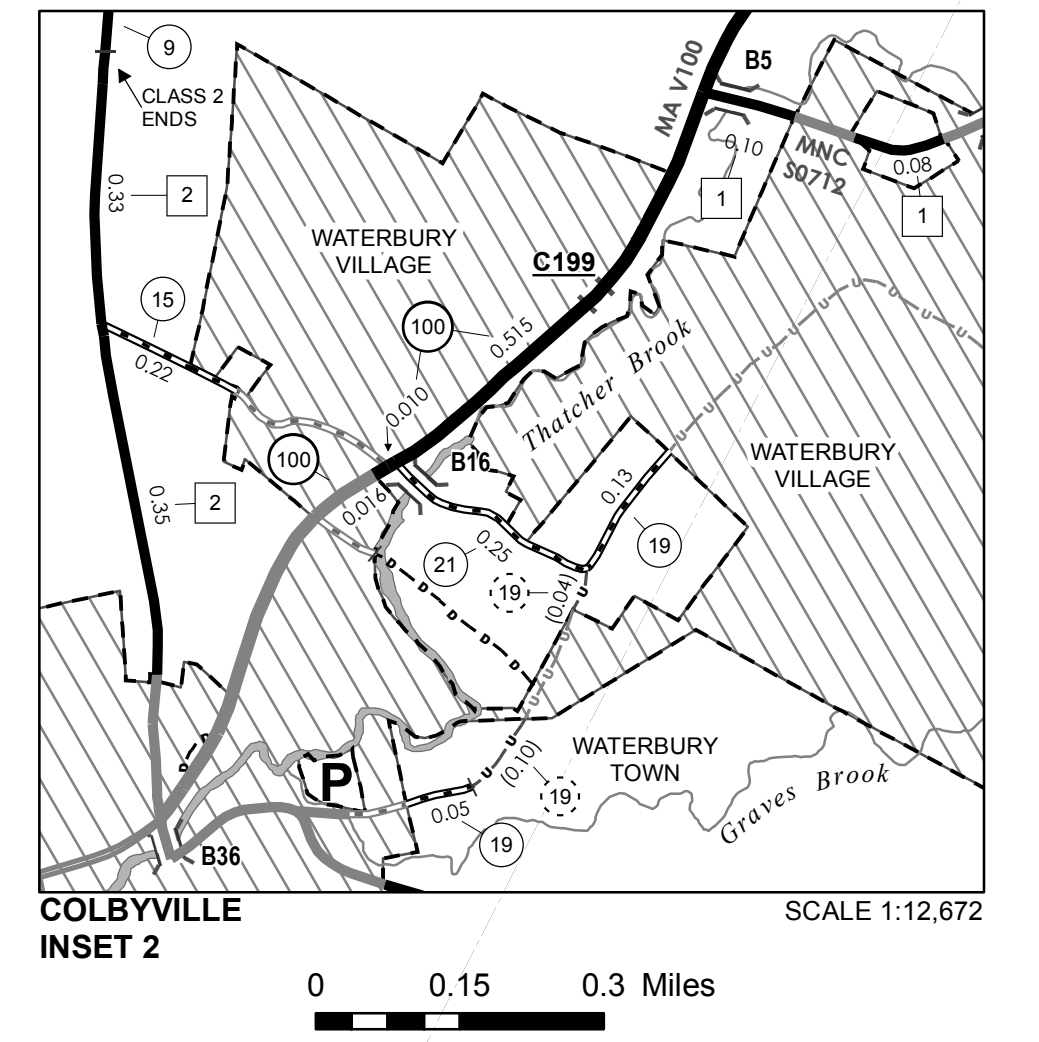 9
CLASS 2
ENDS
MA V100
B5
0.10
MNC
S0712
0.08
1
1
0.33
2
WATERBURY
VILLAGE
C199
15
0.22
100
0.515
0.010
Thatcher Brook
U
U
U
U
U
U
U
U
U
WATERBURY
VILLAGE
100
B16
0.016
0.35
2
0.13
19
0.25
21
19
(0.04)
U
D
D
D
D
D
U
U
U
U
U
D
D
P
U
U
U
(0.10)
19
WATERBURY
TOWN
Graves Brook
0.05
19
B36
COLBYVILLE
INSET 2
SCALE 1:12,672
0 0.15 0.3 Miles